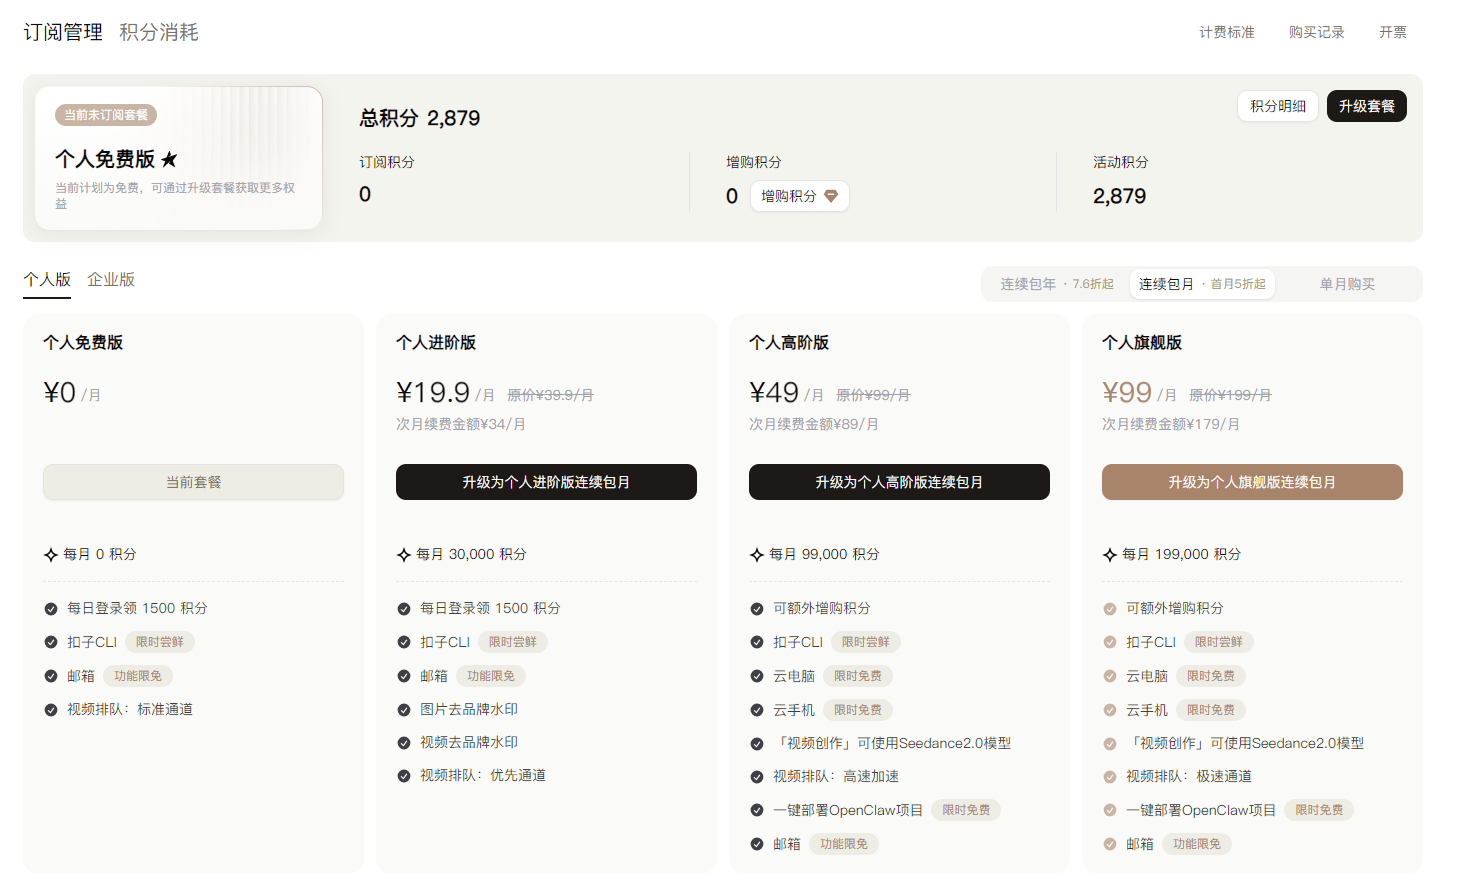 订阅管理 积分消耗 计费标准 购买记录 开票
当前未订阅套餐
个人免费版
当前计划为免费，可通过升级套餐获取更多权
益
总积分 2,879
积分明细 升级套餐
订阅积分
0
增购积分
0 增购积分
活动积分
2,879
个人版 企业版
连续包年 · 7.6折起 连续包月 · 首月5折起 单月购买
个人免费版
¥0 /月
当前套餐
每月 0 积分
每日登录领 1500 积分
扣子CLI 限时尝鲜
邮箱 功能限免
视频排队：标准通道
个人进阶版
¥19.9 /月 原价¥39.9/月
次月续费金额¥34/月
升级为个人进阶版连续包月
每月 30,000 积分
每日登录领 1500 积分
扣子CLI 限时尝鲜
邮箱 功能限免
图片去品牌水印
视频去品牌水印
视频排队：优先通道
个人高阶版
¥49 /月 原价¥99/月
次月续费金额¥89/月
升级为个人高阶版连续包月
每月 99,000 积分
可额外增购积分
扣子CLI 限时尝鲜
云电脑 限时免费
云手机 限时免费
「视频创作」可使用Seedance2.0模型
视频排队：高速加速
一键部署OpenClaw项目 限时免费
邮箱 功能限免
个人旗舰版
¥99 /月 原价¥199/月
次月续费金额¥179/月
升级为个人旗舰版连续包月
每月 199,000 积分
可额外增购积分
扣子CLI 限时尝鲜
云电脑 限时免费
云手机 限时免费
「视频创作」可使用Seedance2.0模型
视频排队：极速通道
一键部署OpenClaw项目 限时免费
邮箱 功能限免